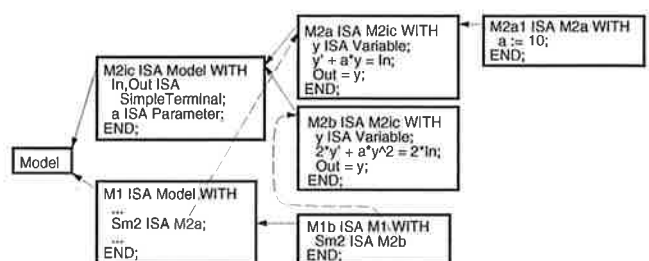 Model
M2ic ISA Model WITH
In,Out ISA
SimpleTerminal;
a ISA Parameter;
END;
M1 ISA Model WITH
...
Sm2 ISA M2a;
...
END;
M2a ISA M2ic WITH
y ISA Variable;
y' + a*y = In;
Out = y;
END;
M2b ISA M2ic WITH
y ISA Variable;
2*y' + a*y^2 = 2*In;
Out = y;
END;
M1b ISA M1 WITH
Sm2 ISA M2b
END;
M2a1 ISA M2a WITH
a := 10;
END;